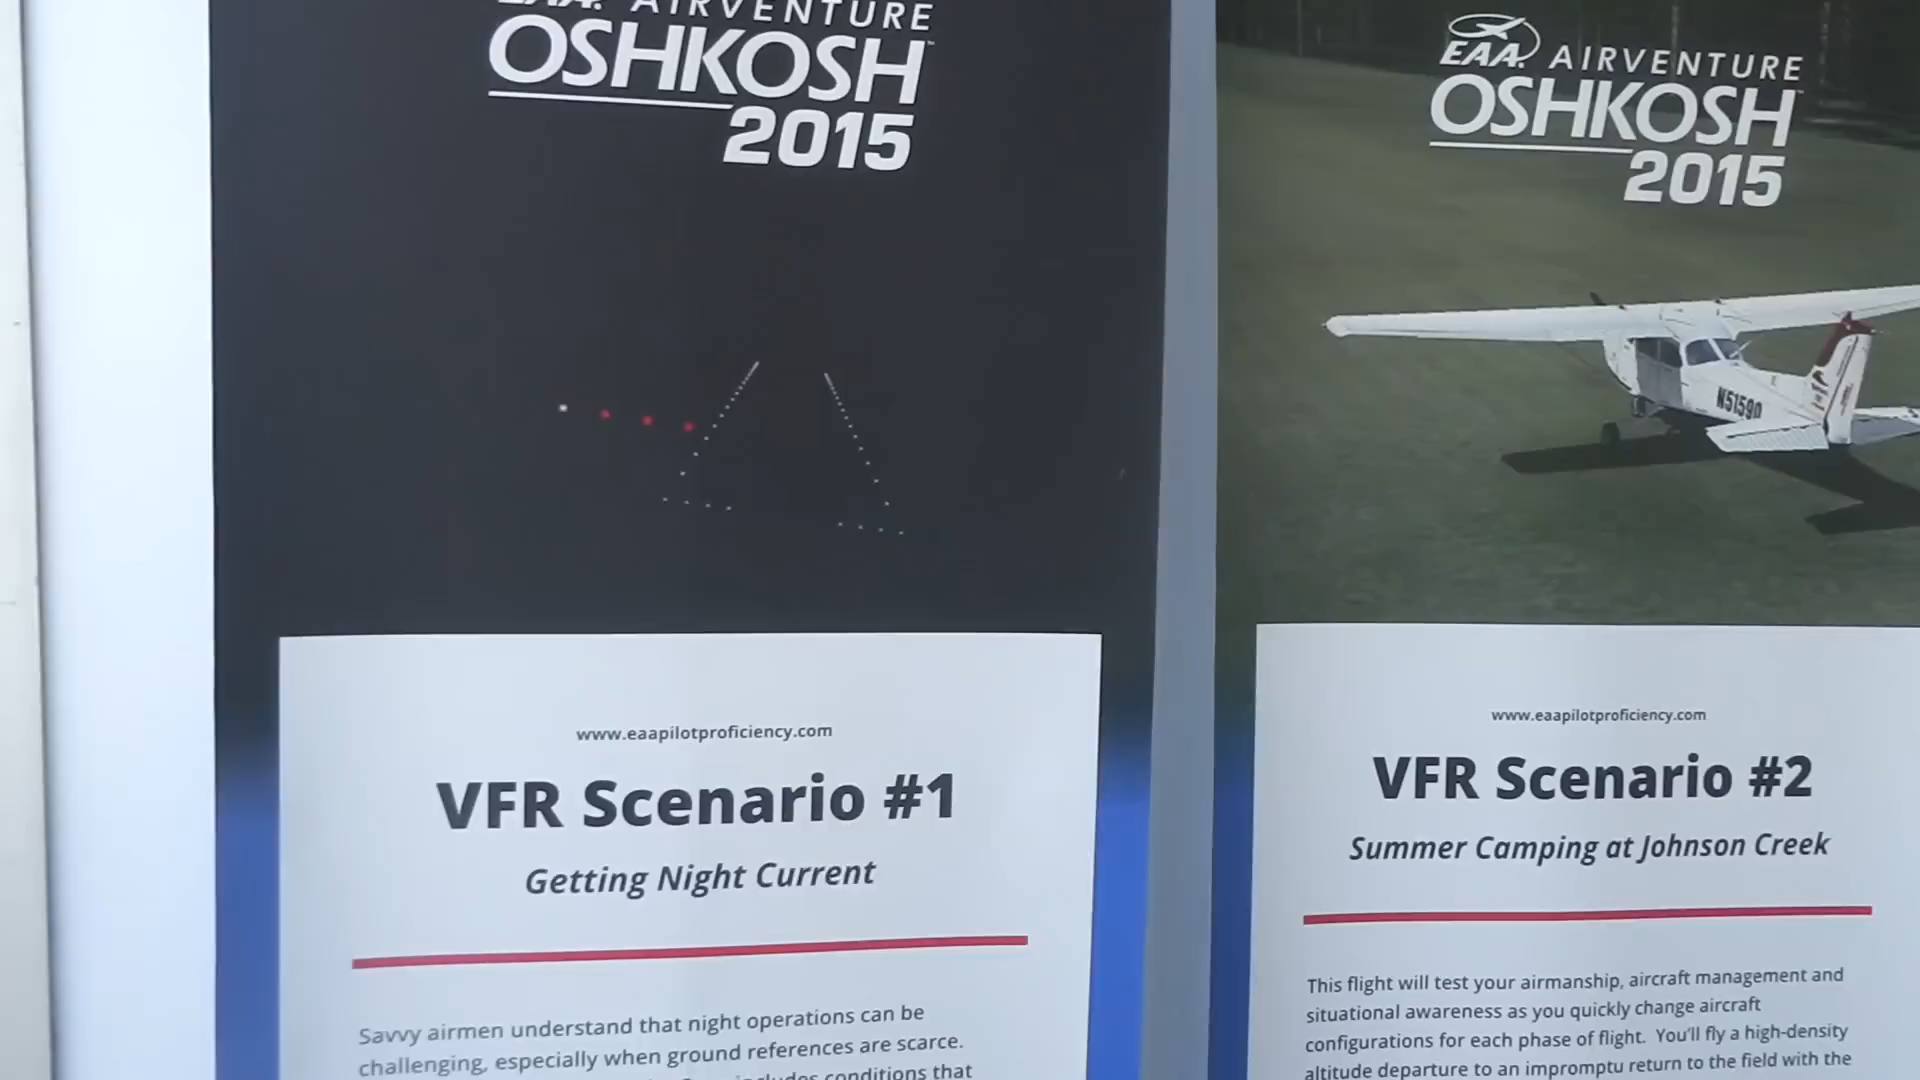 EAA. AIRVENTURE
OSHKOSH
2015
www.eaapilotproficiency.com
VFR Scenario #1
Getting Night Current
Savvy airmen understand that night operations can be
challenging, especially when ground references are scarce.
includes conditions that
EAA. AIRVENTURE
OSHKOSH
2015
N5159Q
www.eaapilotproficiency.com
VFR Scenario #2
Summer Camping at Johnson Creek
This flight will test your airmanship, aircraft management and
situational awareness as you quickly change aircraft
configurations for each phase of flight. You'll fly a high-density
altitude departure to an impromptu return to the field with the